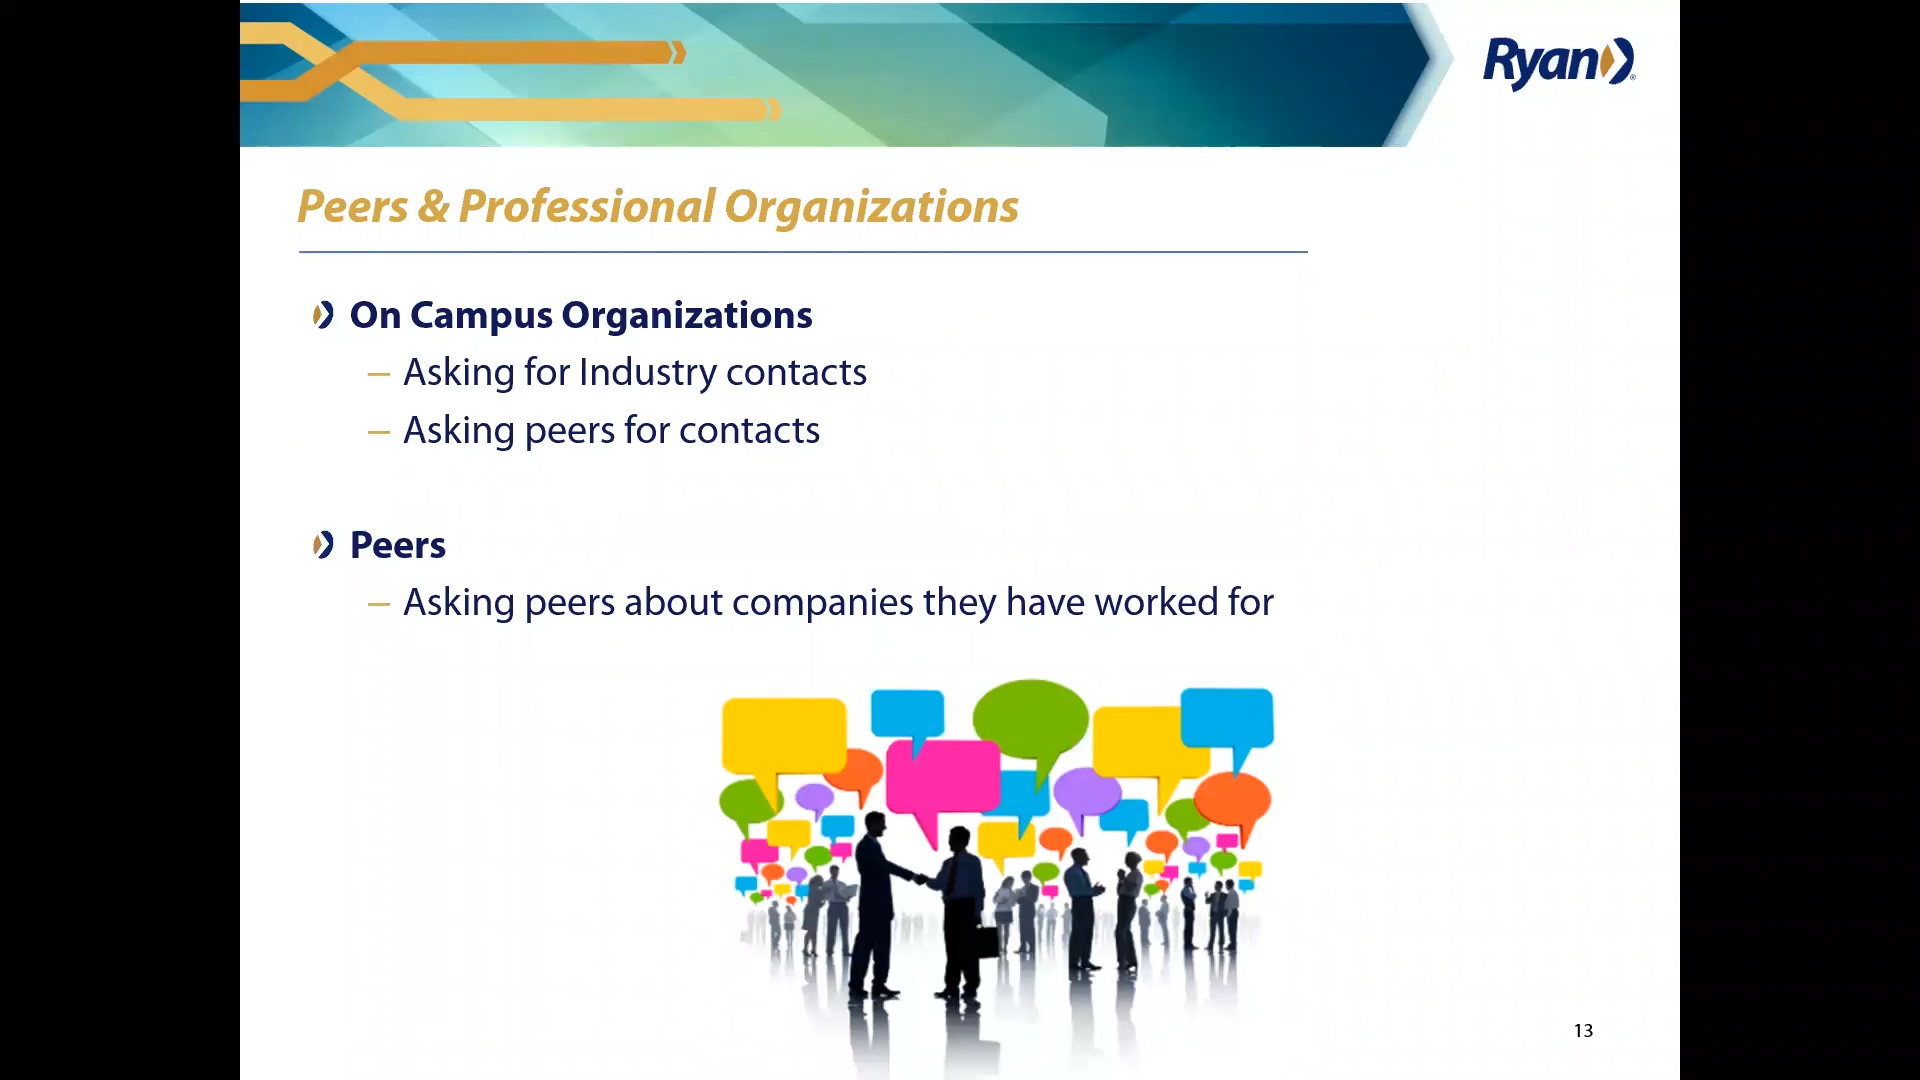 Ryan
Peers & Professional Organizations
On Campus Organizations
– Asking for Industry contacts
– Asking peers for contacts
Peers
– Asking peers about companies they have worked for
13